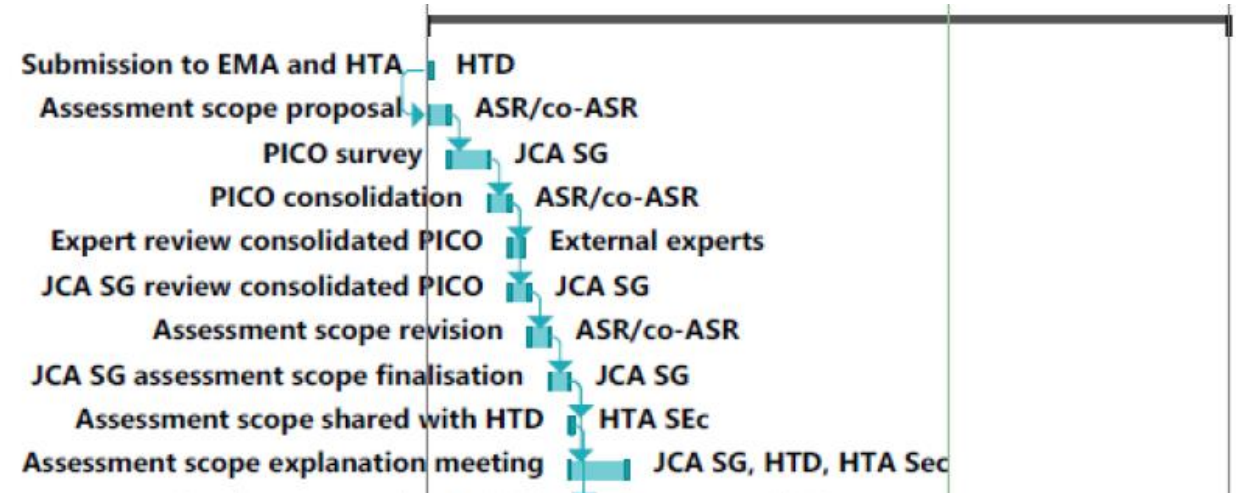 Submission to EMA and HTA HTD
Assessment scope proposal ASR/co-ASR
PICO survey JCA SG
PICO consolidation ASR/co-ASR
Expert review consolidated PICO External experts
JCA SG review consolidated PICO JCA SG
Assessment scope revision ASR/co-ASR
JCA SG assessment scope finalisation JCA SG
Assessment scope shared with HTD HTA SEc
Assessment scope explanation meeting JCA SG, HTD, HTA Sec